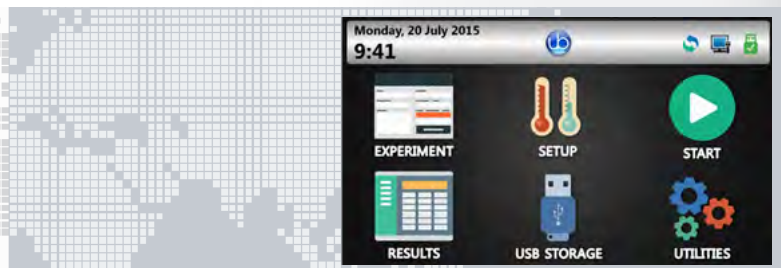 Monday, 20 July 2015
9:41
EXPERIMENT SETUP START
RESULTS USB STORAGE UTILITIES